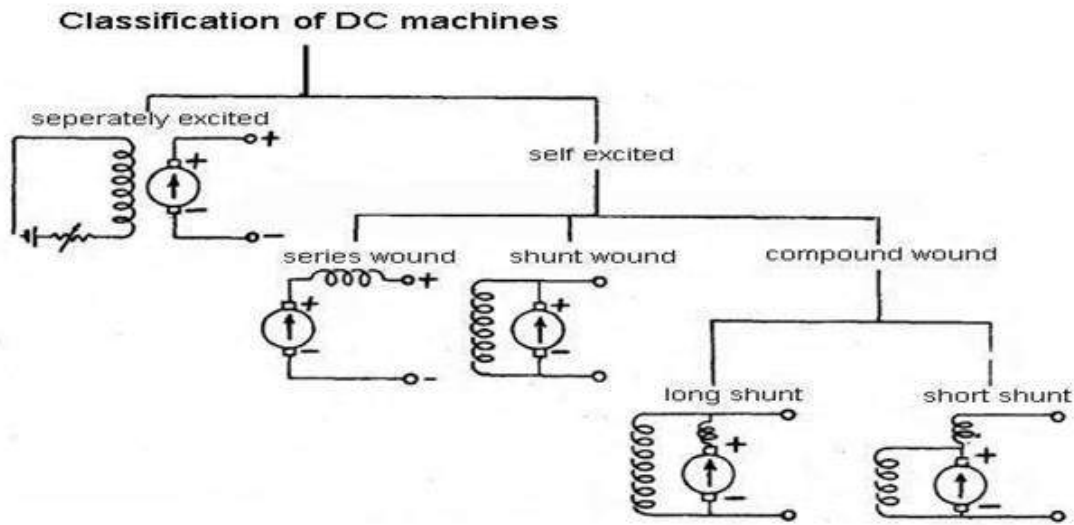 Classification of DC machines
seperately excited
self excited
+
+
-
-
series wound
shunt wound
compound wound
+
+
-
-
+
-
long shunt
short shunt
+
-
+
-